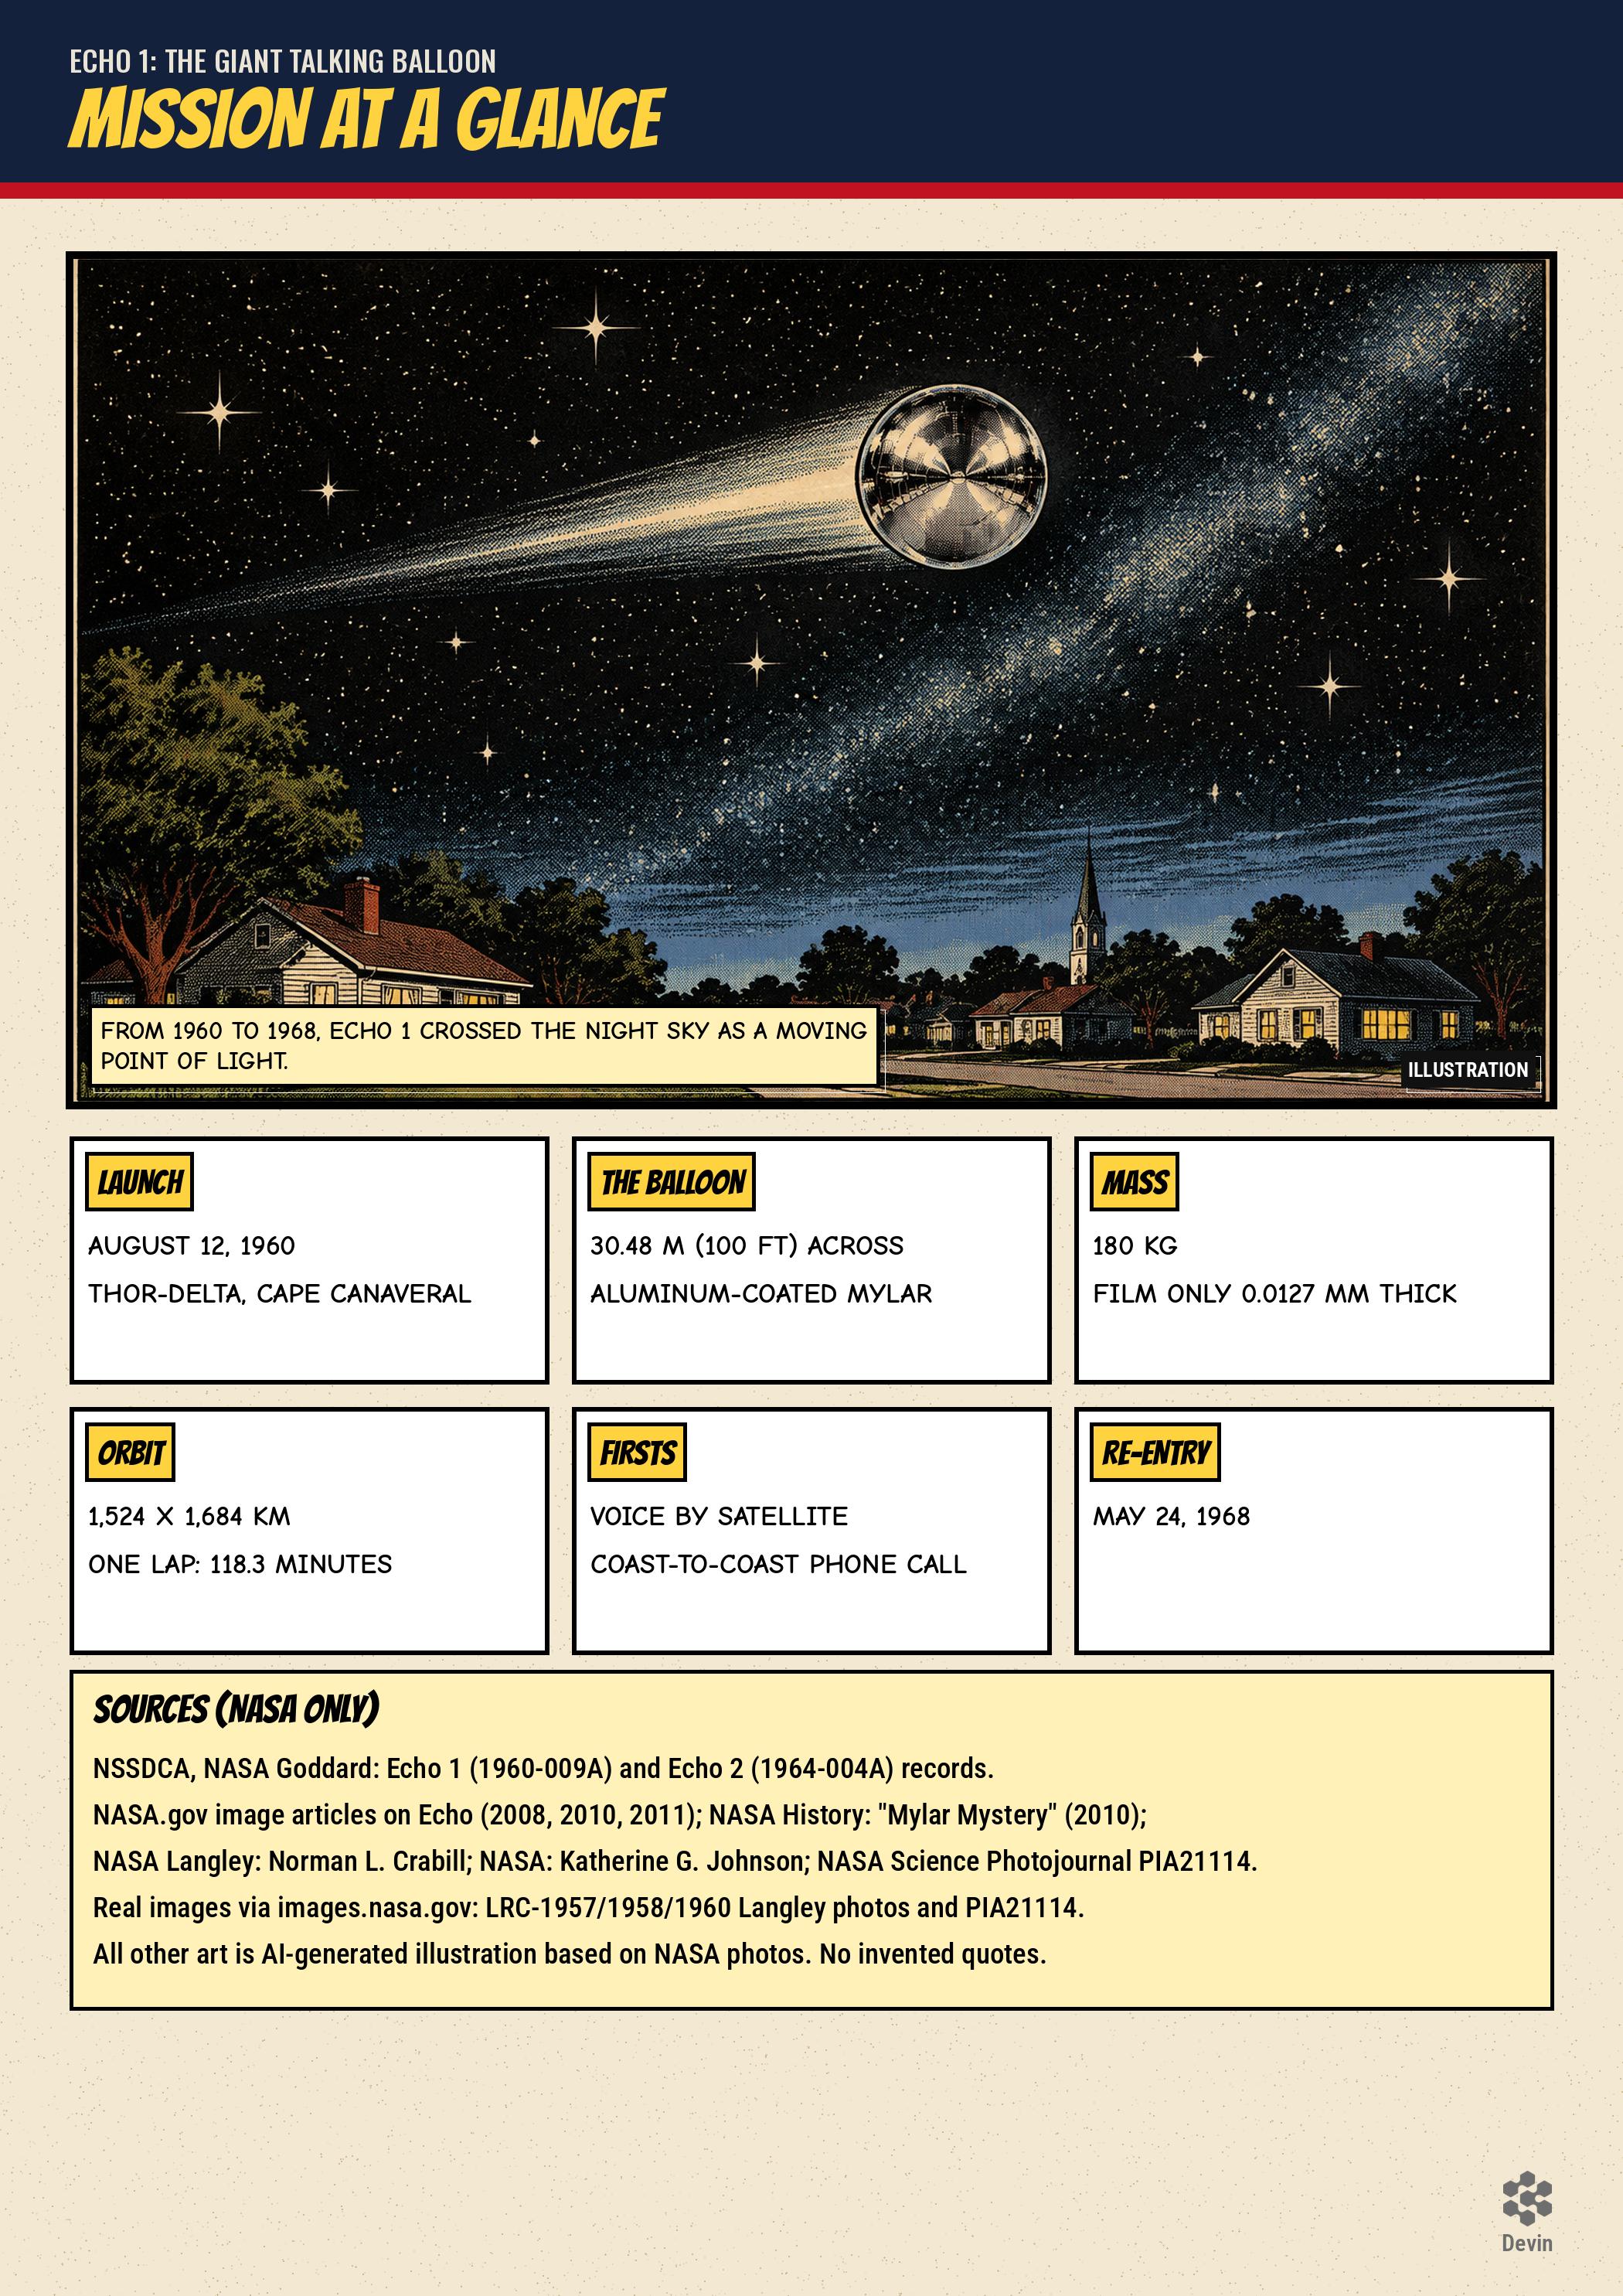 ECHO 1: THE GIANT TALKING BALLOON
MISSION AT A GLANCE
FROM 1960 TO 1968, ECHO 1 CROSSED THE NIGHT SKY AS A MOVING
POINT OF LIGHT.
ILLUSTRATION
LAUNCH
AUGUST 12, 1960
THOR-DELTA, CAPE CANAVERAL
THE BALLOON
30.48 M (100 FT) ACROSS
ALUMINUM-COATED MYLAR
MASS
180 KG
FILM ONLY 0.0127 MM THICK
ORBIT
1,524 X 1,684 KM
ONE LAP: 118.3 MINUTES
FIRSTS
VOICE BY SATELLITE
COAST-TO-COAST PHONE CALL
RE-ENTRY
MAY 24, 1968
SOURCES (NASA ONLY)
NSSDCA, NASA Goddard: Echo 1 (1960-009A) and Echo 2 (1964-004A) records.
NASA.gov image articles on Echo (2008, 2010, 2011); NASA History: "Mylar Mystery" (2010);
NASA Langley: Norman L. Crabill; NASA: Katherine G. Johnson; NASA Science Photojournal PIA21114.
Real images via images.nasa.gov: LRC-1957/1958/1960 Langley photos and PIA21114.
All other art is AI-generated illustration based on NASA photos. No invented quotes.
Devin